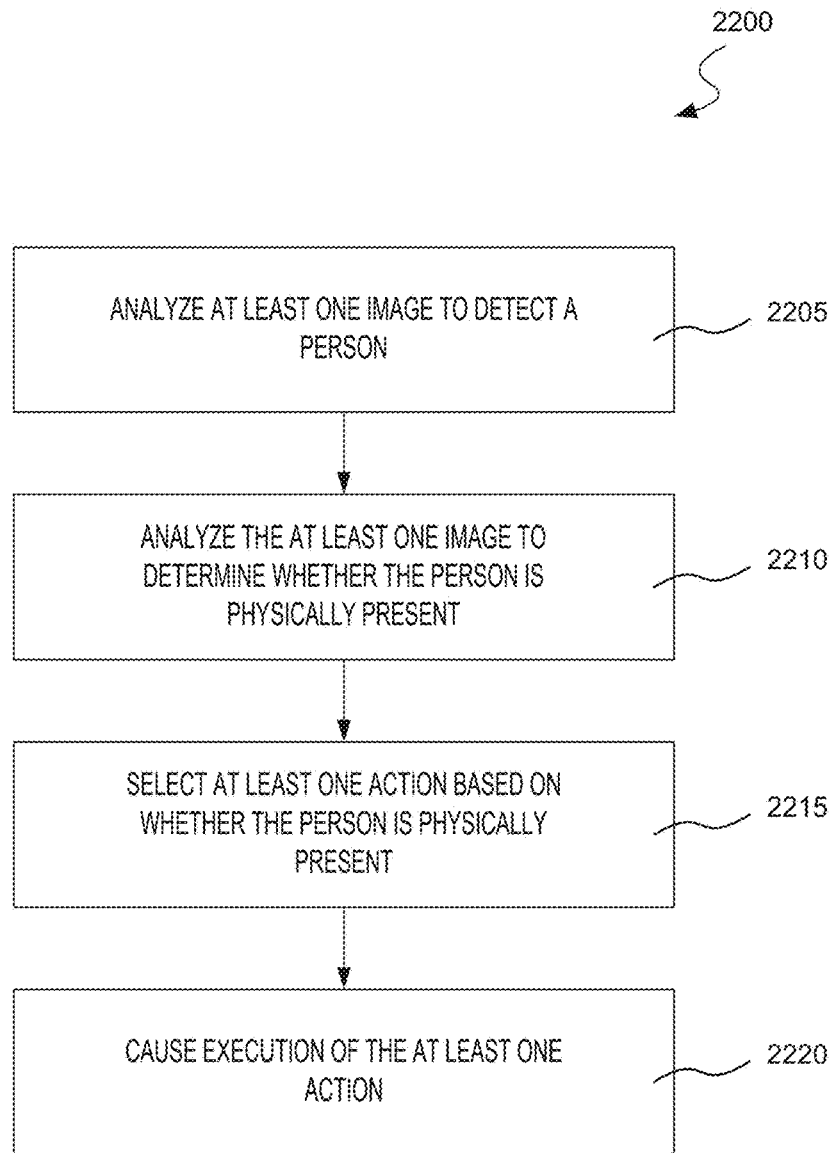 2200
ANALYZE AT LEAST ONE IMAGE TO DETECT A
PERSON
2205
ANALYZE THE AT LEAST ONE IMAGE TO
DETERMINE WHETHER THE PERSON IS
PHYSICALLY PRESENT
2210
SELECT AT LEAST ONE ACTION BASED ON
WHETHER THE PERSON IS PHYSICALLY
PRESENT
2215
CAUSE EXECUTION OF THE AT LEAST ONE
ACTION
2220